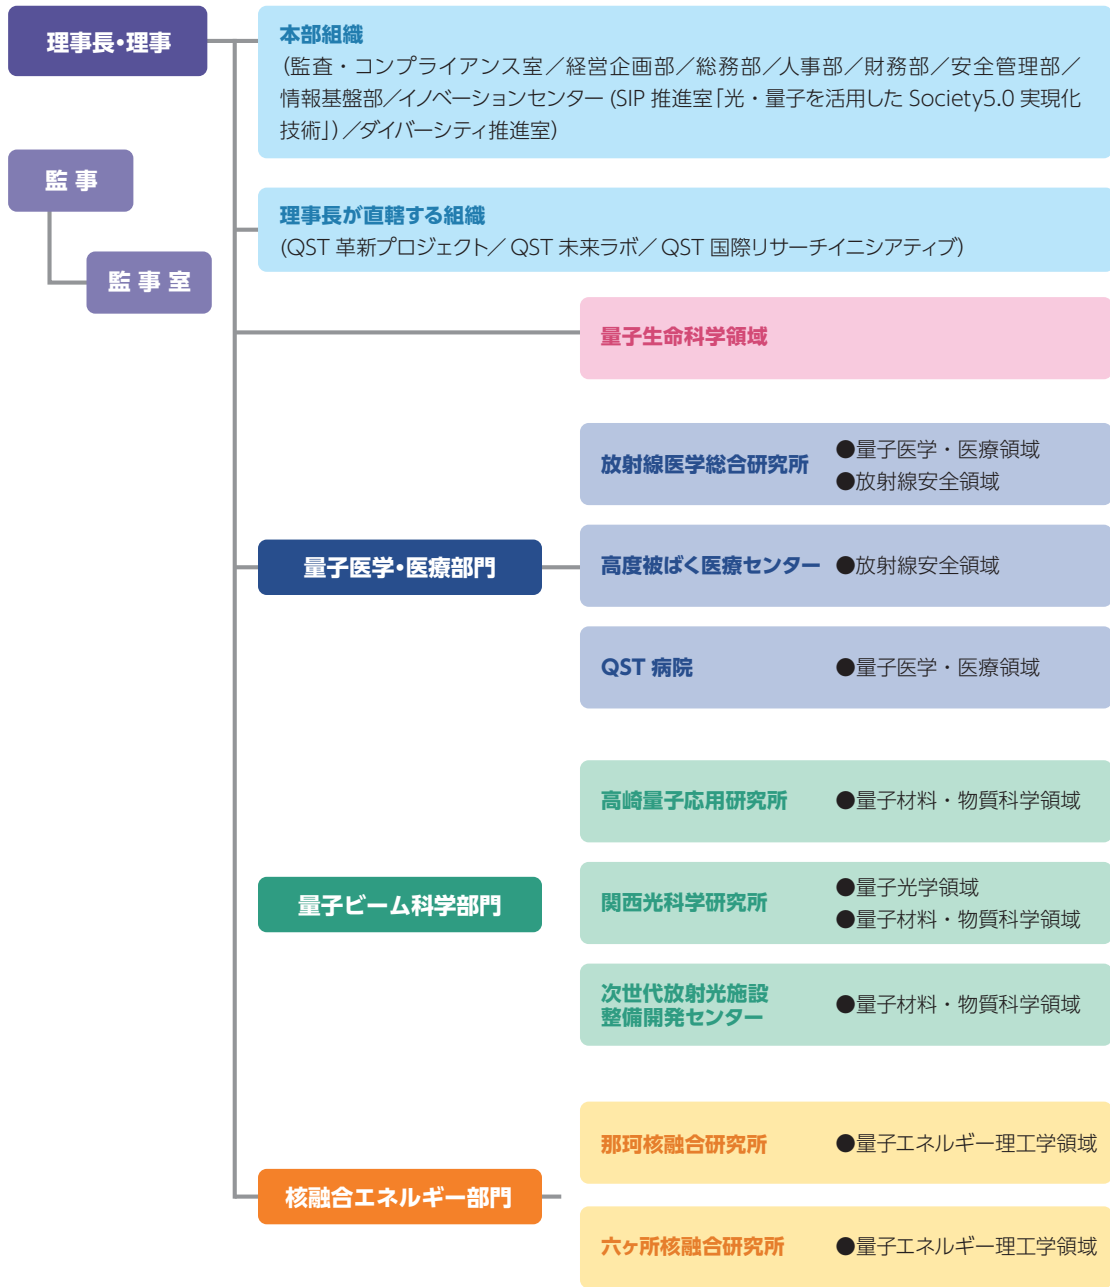 理事長・理事
本部組織
(監査・コンプライアンス室／経営企画部／総務部／人事部／財務部／安全管理部／
情報基盤部／イノベーションセンター (SIP 推進室「光・量子を活用した Society5.0 実現化
技術」)／ダイバーシティ推進室)
監 事
監 事 室
理事長が直轄する組織
(QST 革新プロジェクト／ QST 未来ラボ／ QST 国際リサーチイニシアティブ)
量子生命科学領域
量子医学・医療部門
放射線医学総合研究所
●量子医学・医療領域
●放射線安全領域
高度被ばく医療センター
●放射線安全領域
QST 病院
●量子医学・医療領域
量子ビーム科学部門
高崎量子応用研究所
●量子材料・物質科学領域
関西光科学研究所
●量子光学領域
●量子材料・物質科学領域
次世代放射光施設
整備開発センター
●量子材料・物質科学領域
核融合エネルギー部門
那珂核融合研究所
●量子エネルギー理工学領域
六ヶ所核融合研究所
●量子エネルギー理工学領域